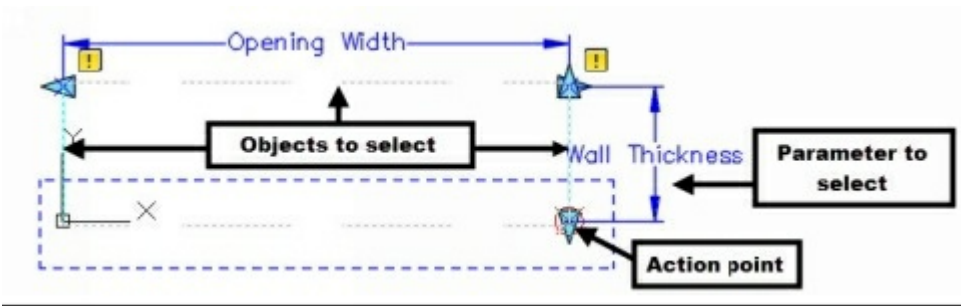 Opening Width
!
!
Objects to select
Y
Wall Thickness
Parameter to
select
X
Action point